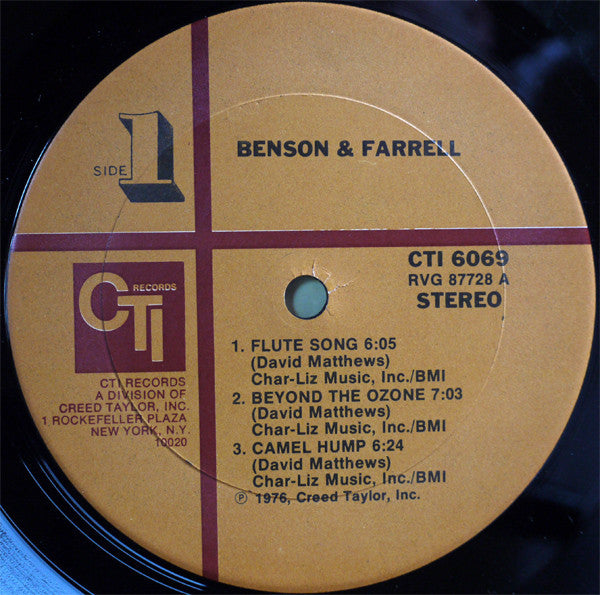 SIDE 1
BENSON & FARRELL
CTI 6069
RVG 87728 A
STEREO
CTI RECORDS
CTI RECORDS
A DIVISION OF
CREED TAYLOR, INC.
1 ROCKEFELLER PLAZA
NEW YORK, N.Y.
10020
1. FLUTE SONG 6:05
(David Matthews)
Char-Liz Music, Inc./BMI
2. BEYOND THE OZONE 7:03
(David Matthews)
Char-Liz Music, Inc./BMI
3. CAMEL HUMP 6:24
(David Matthews)
Char-Liz Music, Inc./BMI
℗ 1976, Creed Taylor, Inc.